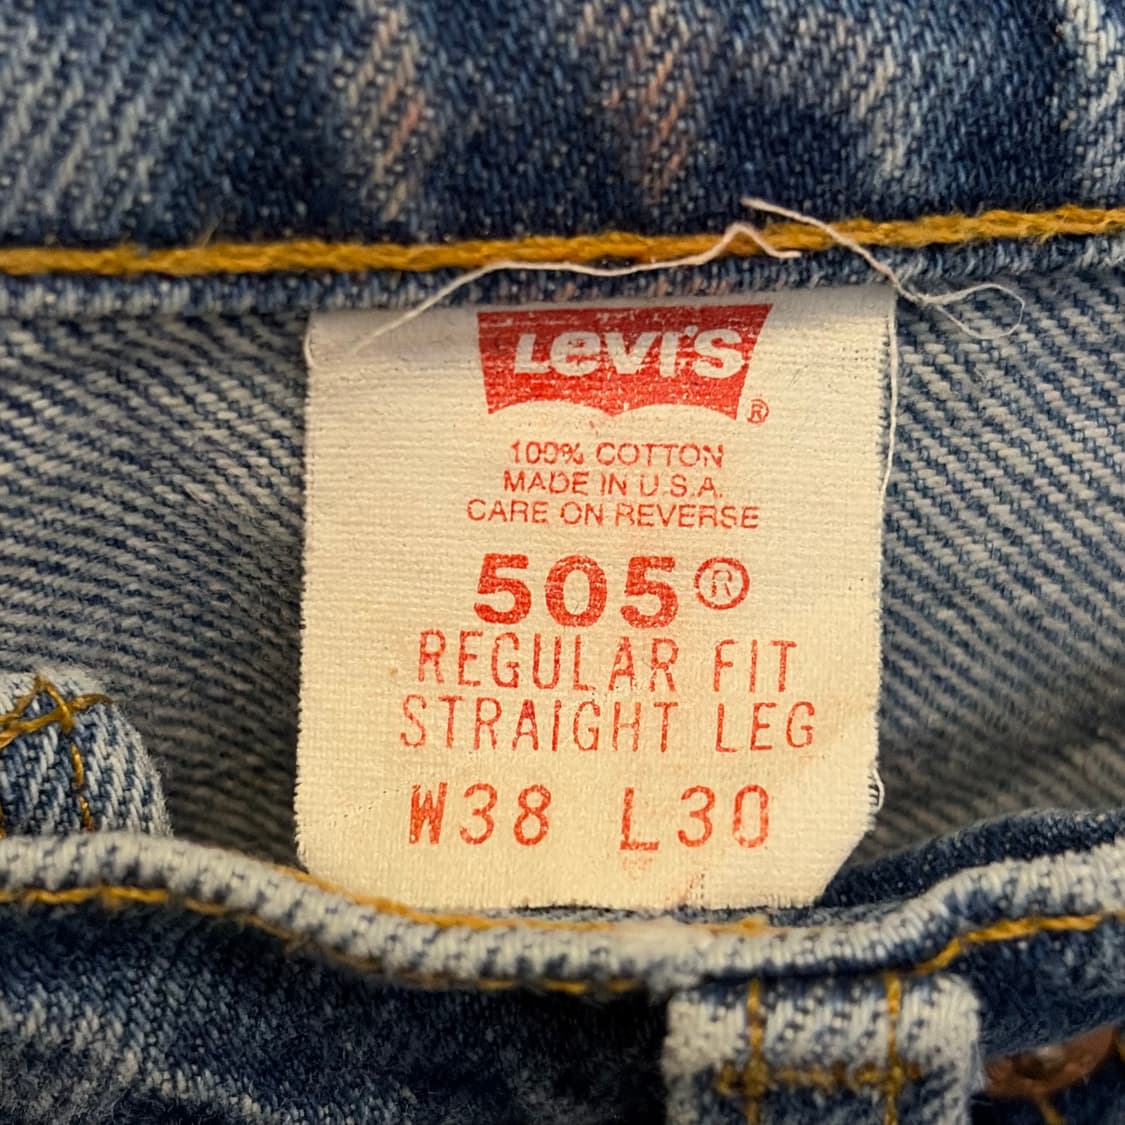 Levi's
®
100% COTTON
MADE IN U.S.A.
CARE ON REVERSE
505®
REGULAR FIT
STRAIGHT LEG
W38 L30